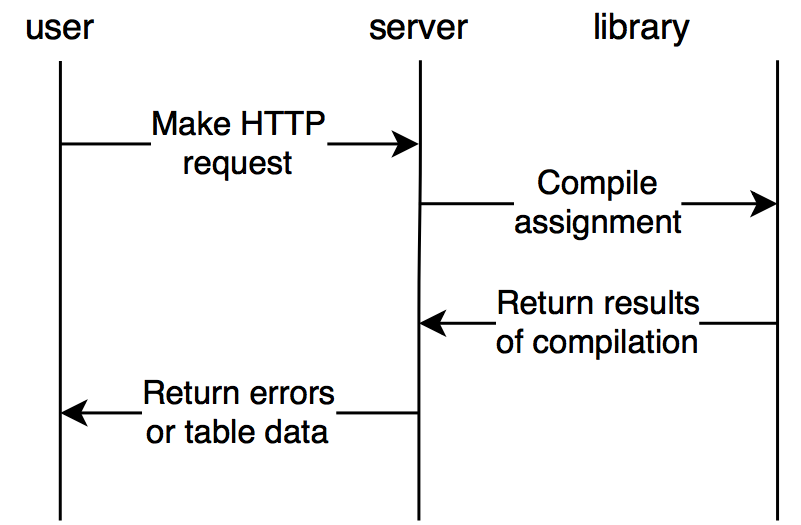 user
server
library
Make HTTP
request
Compile
assignment
Return results
of compilation
Return errors
or table data